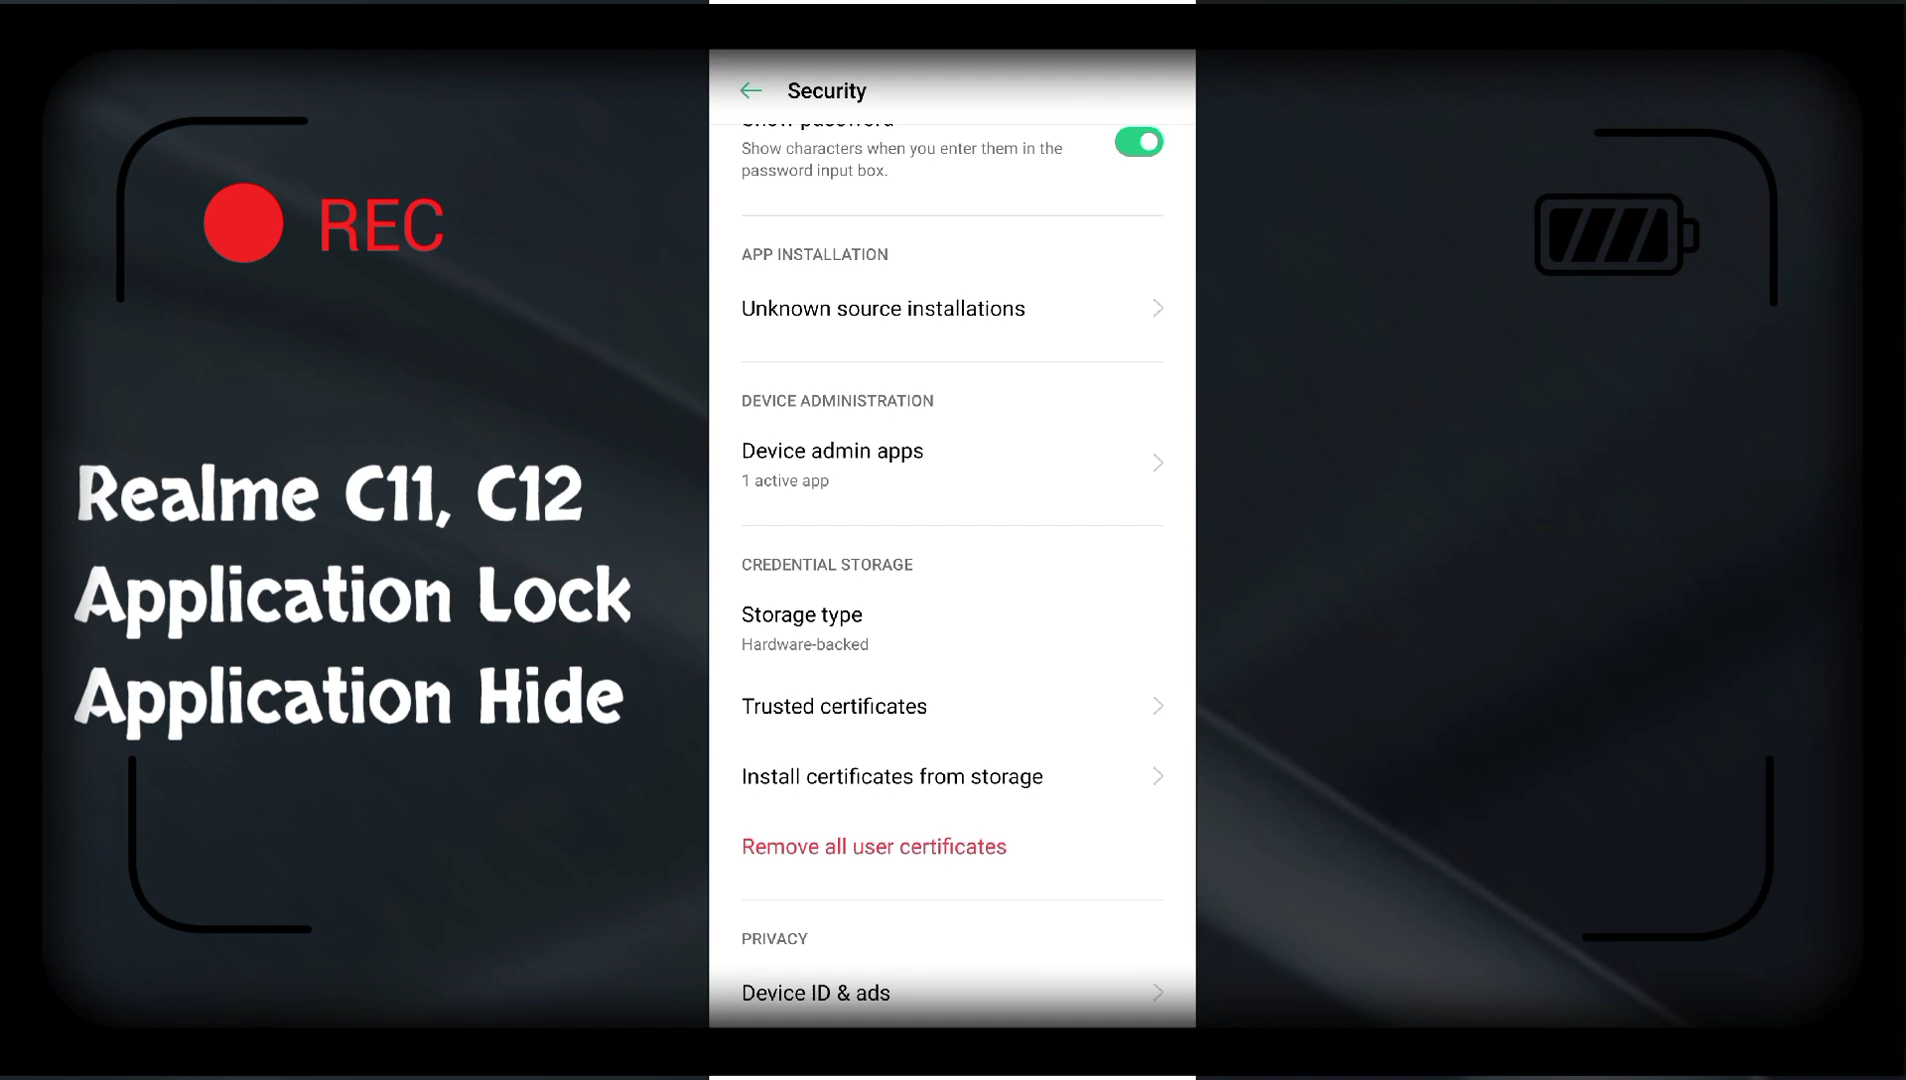 Security
Show password
Show characters when you enter them in the
password input box.
APP INSTALLATION
Unknown source installations
DEVICE ADMINISTRATION
Device admin apps
1 active app
CREDENTIAL STORAGE
Storage type
Hardware-backed
Trusted certificates
Install certificates from storage
Remove all user certificates
PRIVACY
Device ID & ads
REC
Realme C11, C12
Application Lock
Application Hide